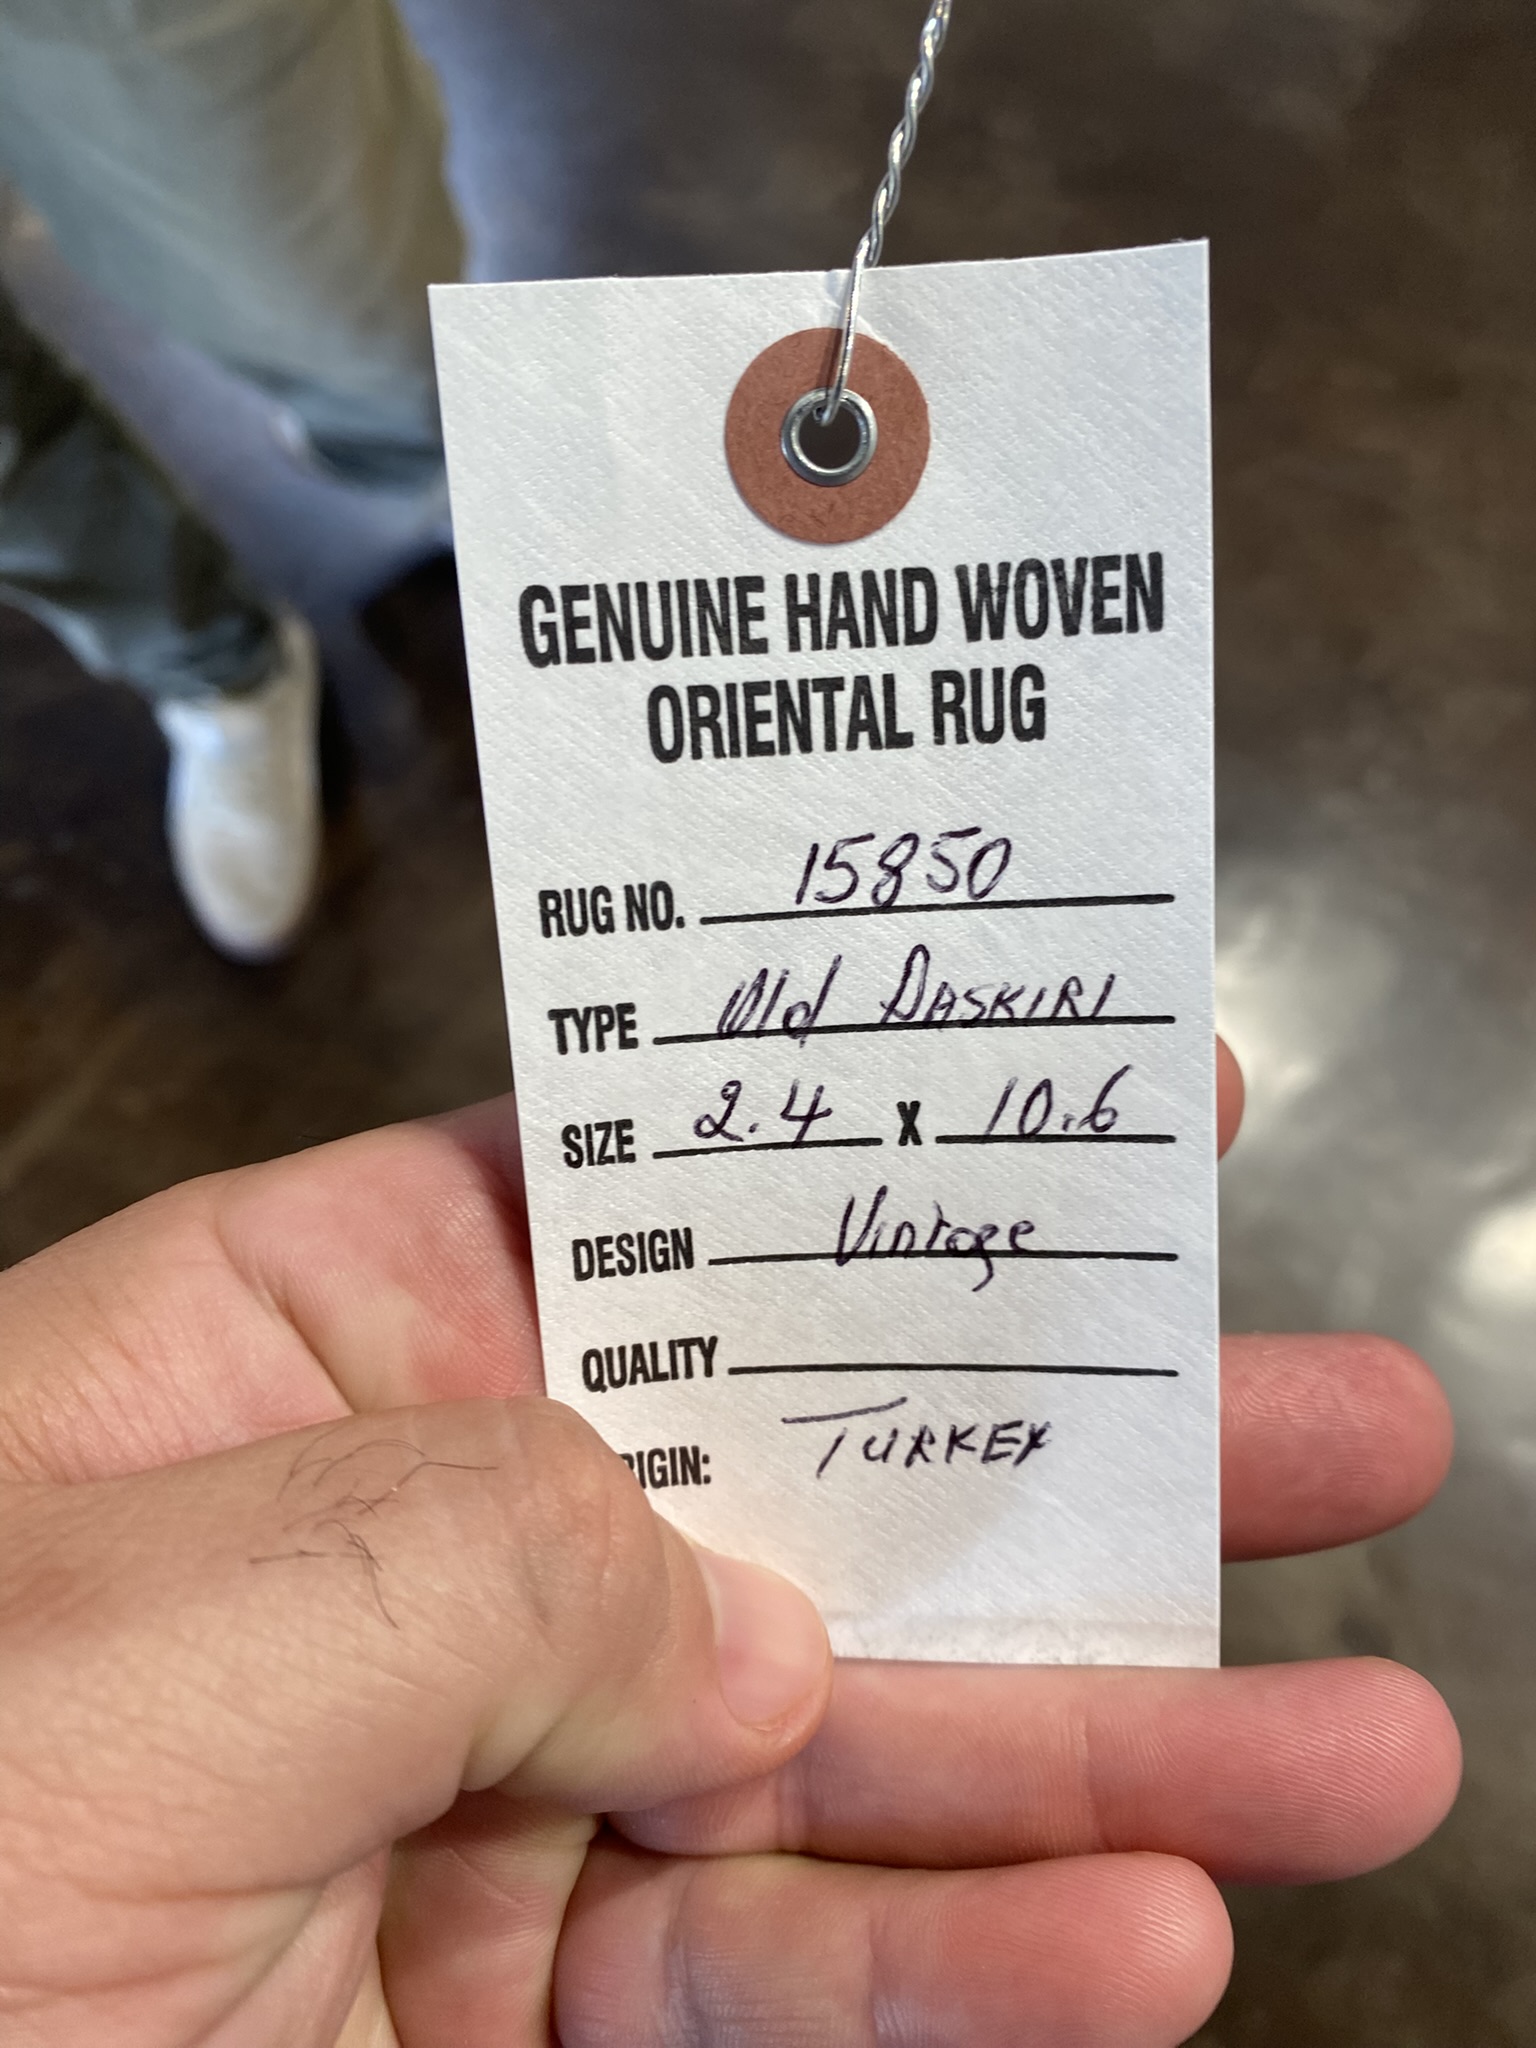 GENUINE HAND WOVEN
ORIENTAL RUG
RUG NO. 15850
TYPE Old DASKIRI
SIZE 2.4 X 10.6
DESIGN Vintage
QUALITY
RIGIN: TURKEY